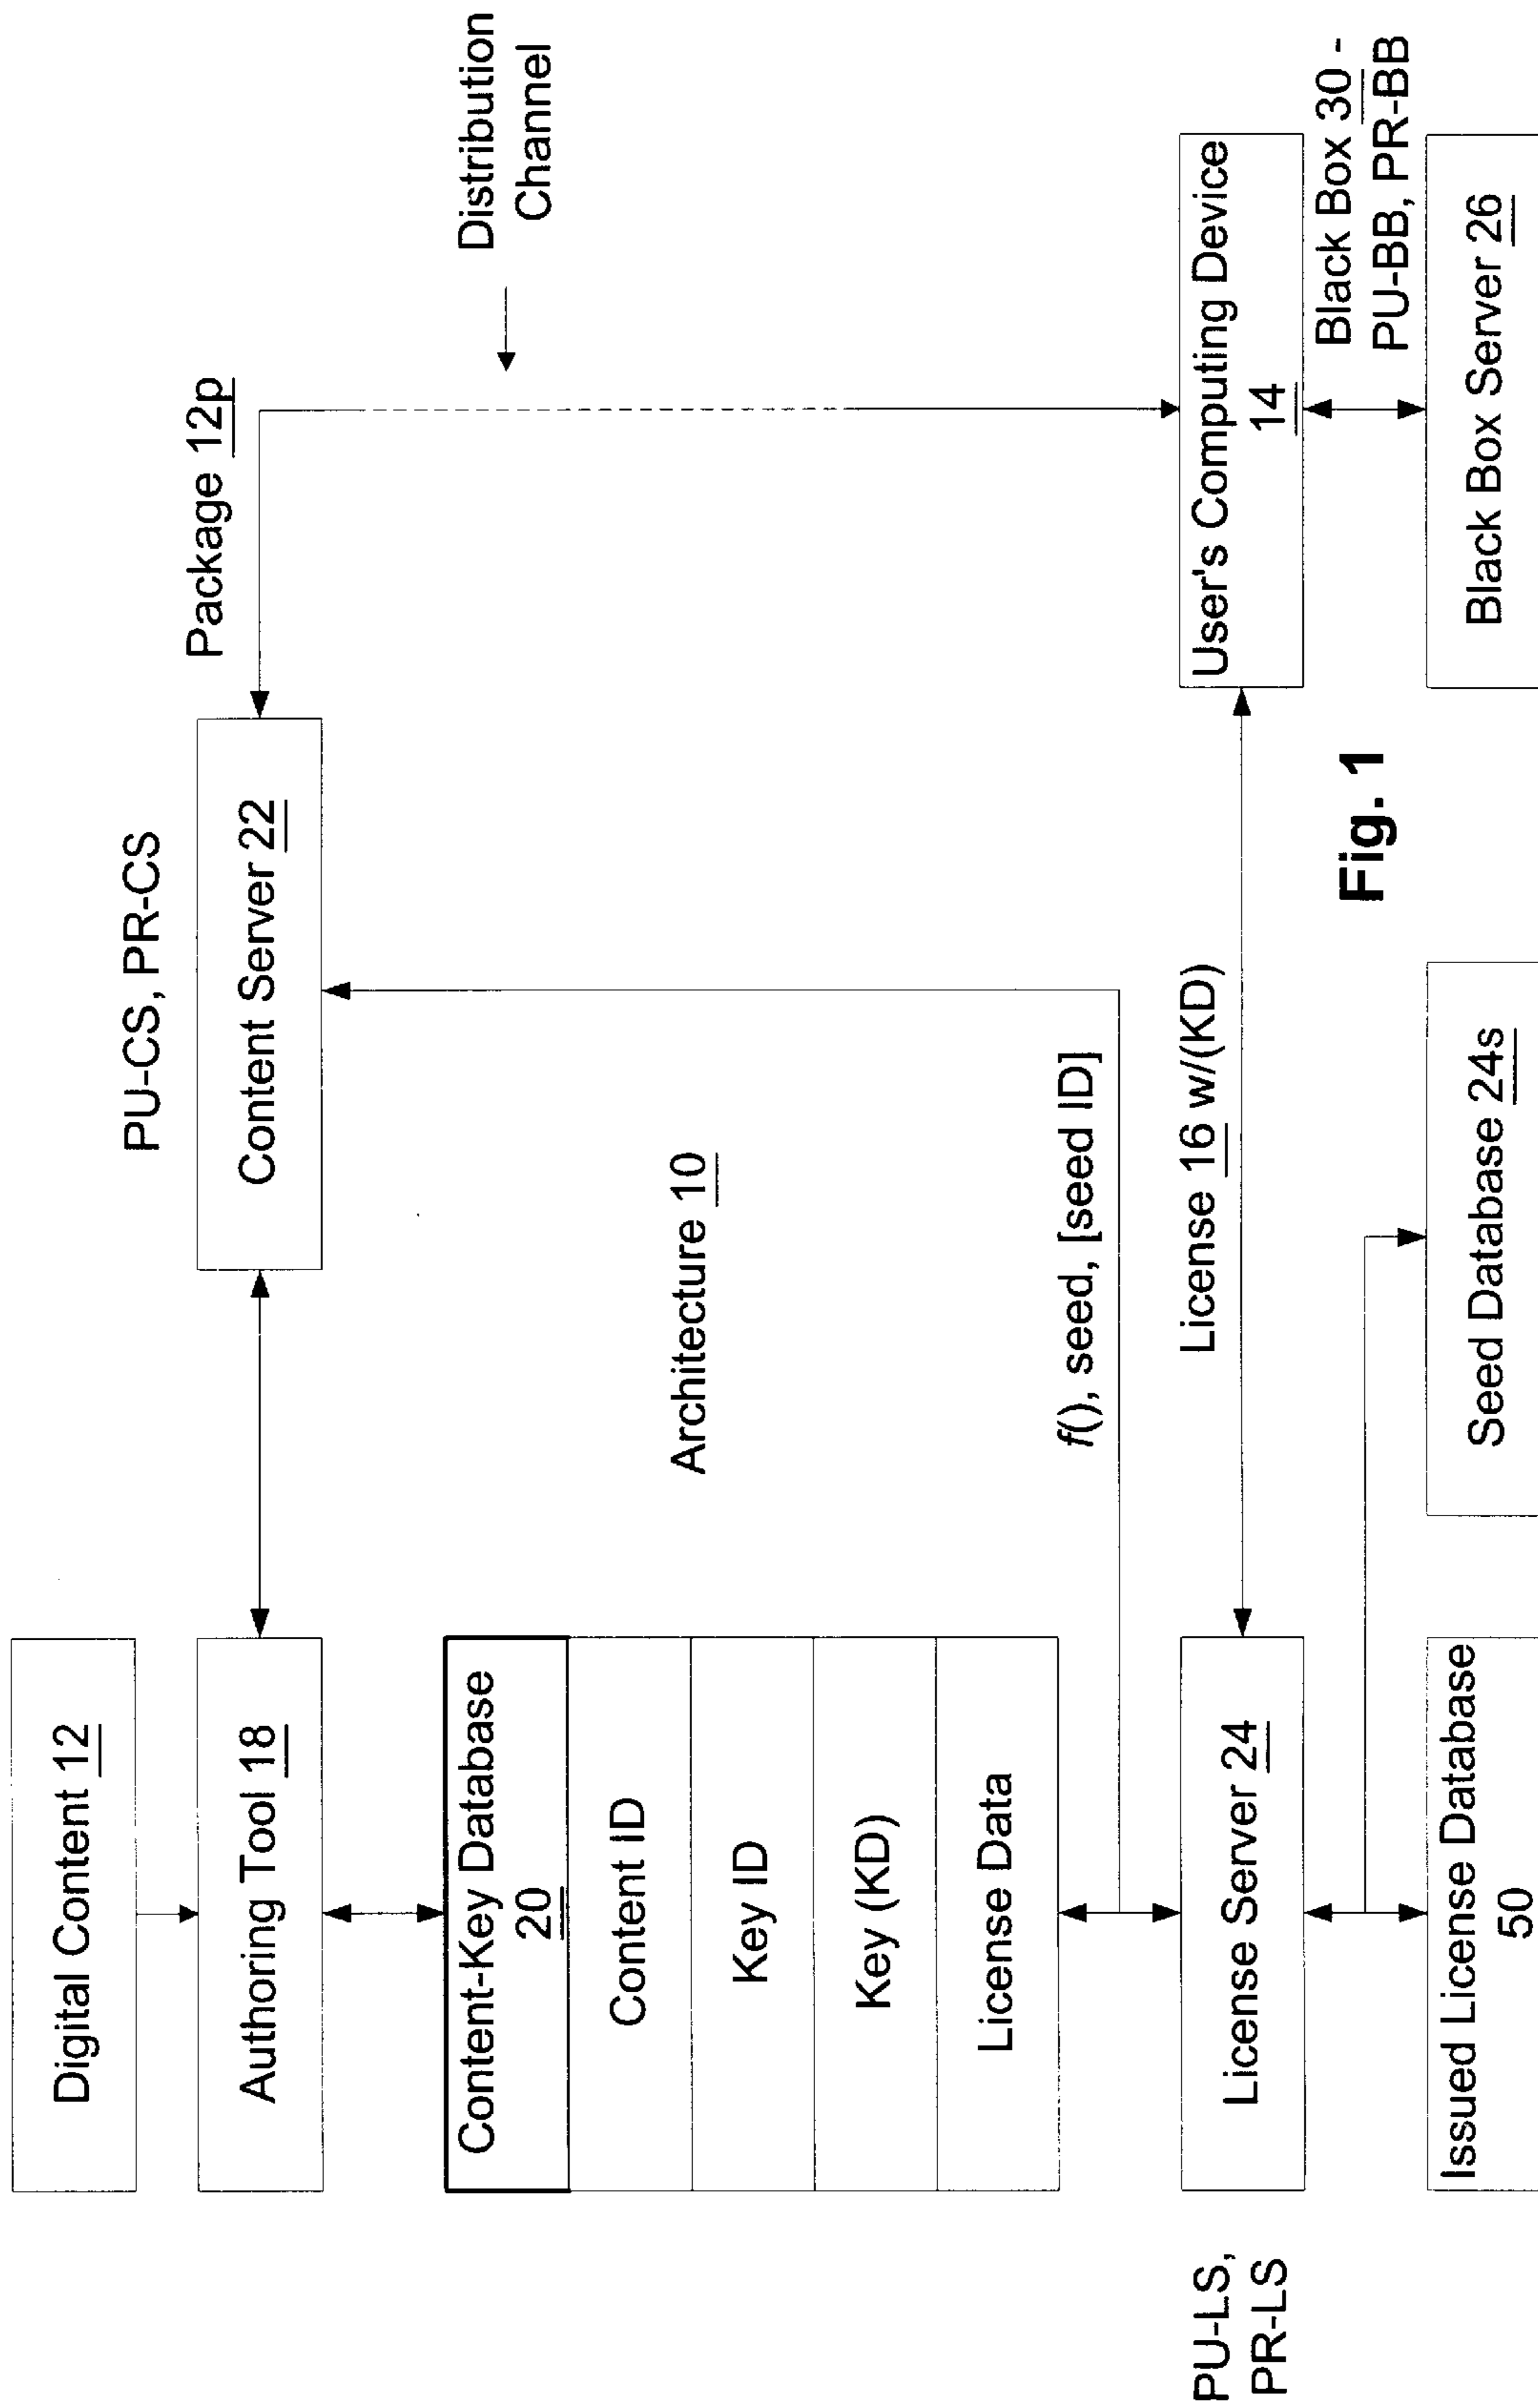 Digital Content 12
Authoring Tool 18
Content-Key Database
20
Content ID
Key ID
Key (KD)
License Data
PU-LS,
PR-LS
License Server 24
Issued License Database
50
PU-CS, PR-CS
Content Server 22
Package 12p
Distribution
Channel
Architecture 10
f(), seed, [seed ID]
License 16 w/(KD)
Seed Database 24s
User's Computing Device
14
Black Box 30 -
PU-BB, PR-BB
Black Box Server 26
Fig. 1